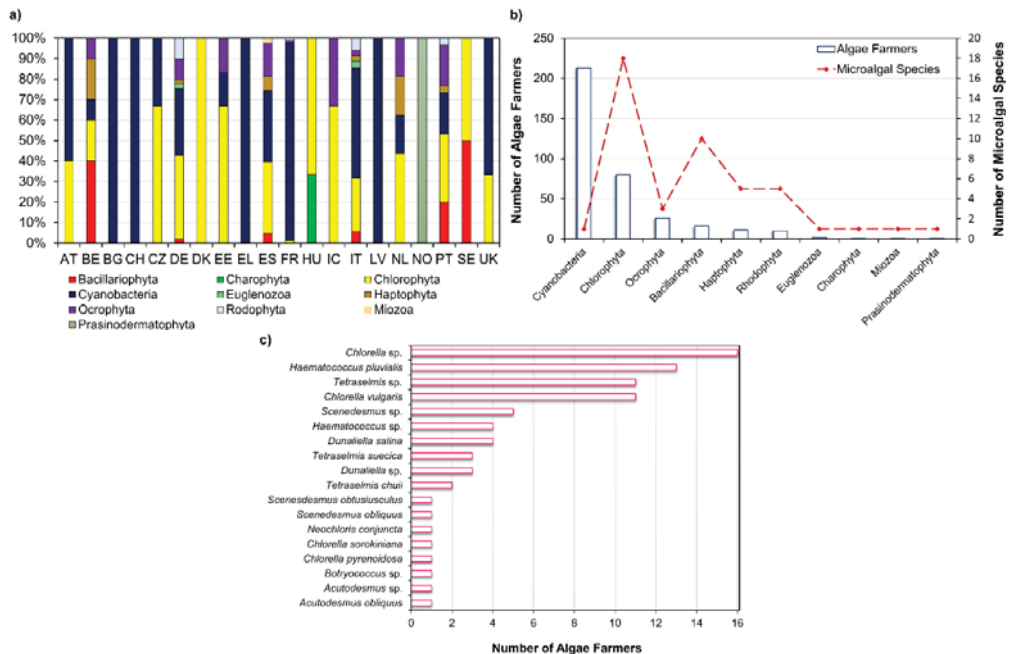 a)
100%
90%
80%
70%
60%
50%
40%
30%
20%
10%
0%
AT BE BG CH CZ DE DK EE EL ES FR HU IC IT LV NL NO PT SE UK
Bacillariophyta Charophyta Chlorophyta
Cyanobacteria Euglenozoa Haptophyta
Ocrophyta Rodophyta Miozoa
Prasinodermatophyta
b)
Number of Algae Farmers
250
200
150
100
50
0
Algae Farmers
Microalgal Species
20
18
16
14
12
10
8
6
4
2
0
Number of Microalgal Species
Cyanobacteria
Chlorophyta
Ocrophyta
Bacillariophyta
Haptophyta
Rhodophyta
Euglenozoa
Charophyta
Miozoa
Prasinodermatophyta
c)
Chlorella sp.
Haematococcus pluvialis
Tetraselmis sp.
Chlorella vulgaris
Scenedesmus sp.
Haematococcus sp.
Dunaliella salina
Tetraselmis suecica
Dunaliella sp.
Tetraselmis chuii
Scenesdesmus obtusiusculus
Scenedesmus obliquus
Neochloris conjuncta
Chlorella sorokiniana
Chlorella pyrenoidosa
Botryococcus sp.
Acutodesmus sp.
Acutodesmus obliquus
0 2 4 6 8 10 12 14 16
Number of Algae Farmers